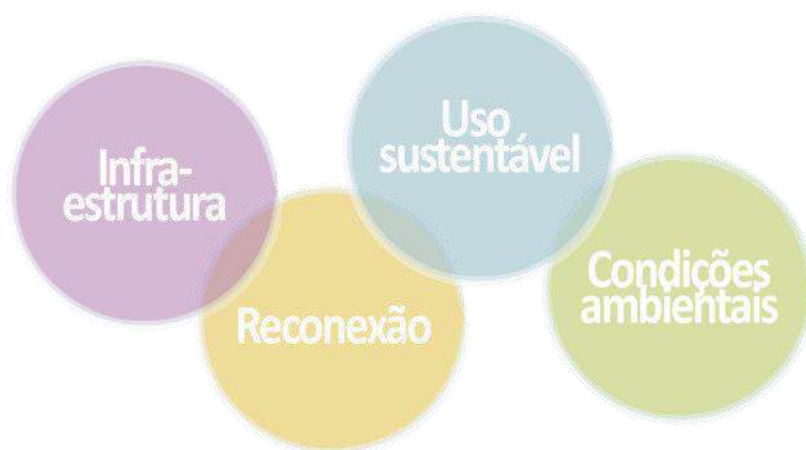 Infra-
estrutura
Reconexão
Uso
sustentável
Condições
ambientais